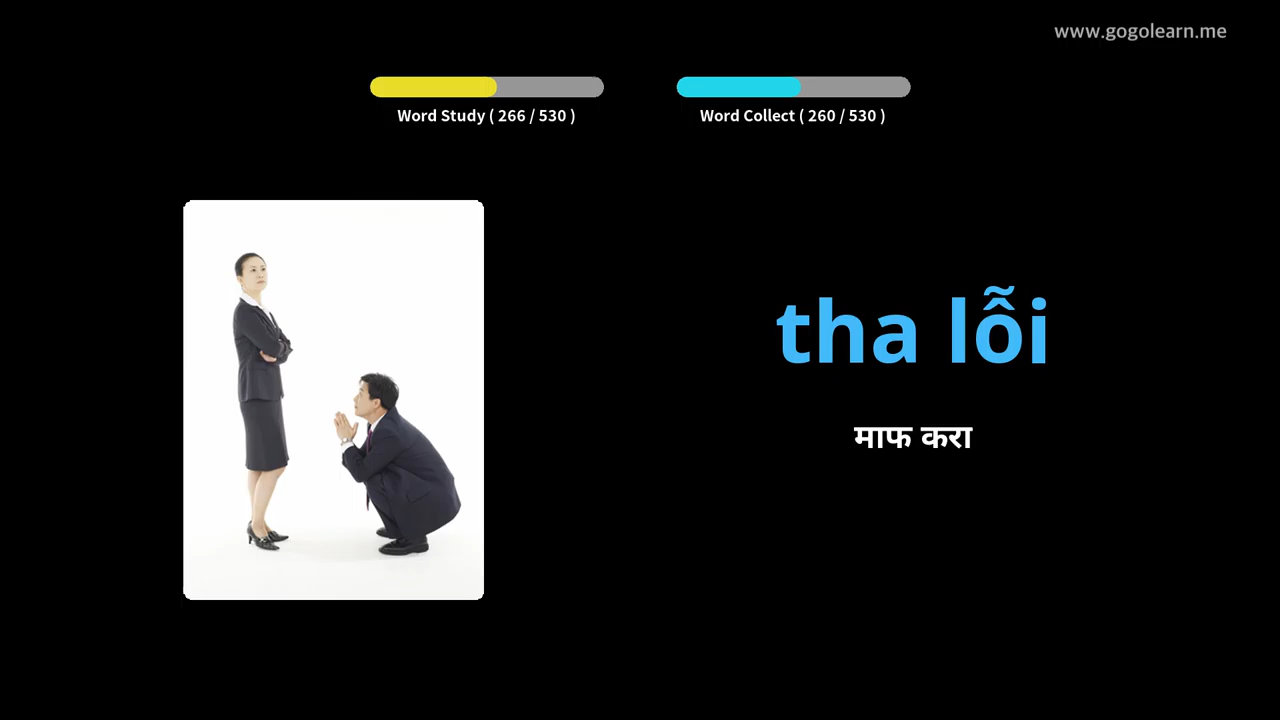 www.gogolearn.me
Word Study ( 266 / 530 )
Word Collect ( 260 / 530 )
tha lỗi
माफ करा